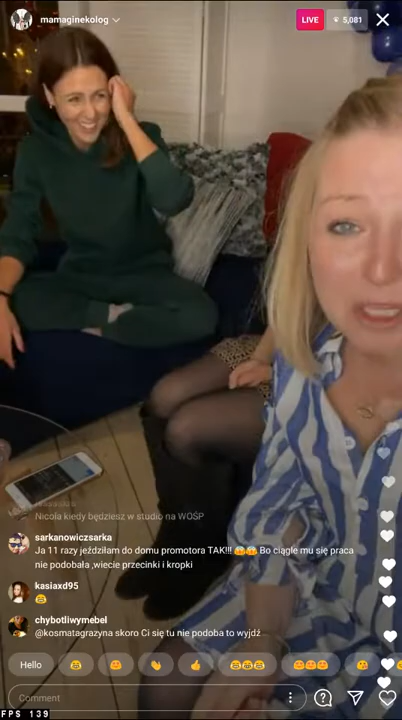 mamaginekolog
LIVE
5,081
Nicola kiedy będziesz w studio na WOŚP
sarkanowiczsarka
Ja 11 razy jeździłam do domu promotora TAK!!! 🤗🤗 Bo ciągle mu się praca
nie podobała ,wiecie przecinki i kropki
kasiaxd95
chybotliwymebel
@kosmatagrazyna skoro Ci się tu nie podoba to wyjdź
Hello
Comment
FPS 139